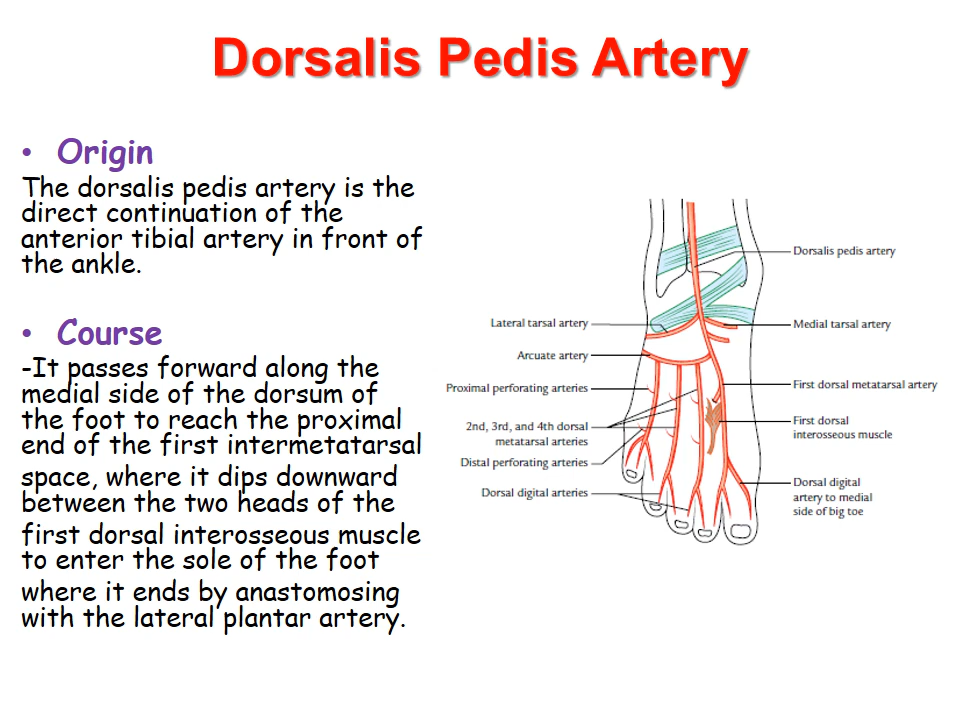 Dorsalis Pedis Artery
• Origin
The dorsalis pedis artery is the
direct continuation of the
anterior tibial artery in front of
the ankle.
• Course
-It passes forward along the
medial side of the dorsum of
the foot to reach the proximal
end of the first intermetatarsal
space, where it dips downward
between the two heads of the
first dorsal interosseous muscle
to enter the sole of the foot
where it ends by anastomosing
with the lateral plantar artery.
Dorsalis pedis artery
Lateral tarsal artery
Medial tarsal artery
Arcuate artery
Proximal perforating arteries
First dorsal metatarsal artery
2nd, 3rd, and 4th dorsal
metatarsal arteries
First dorsal
interosseous muscle
Distal perforating arteries
Dorsal digital arteries
Dorsal digital
artery to medial
side of big toe